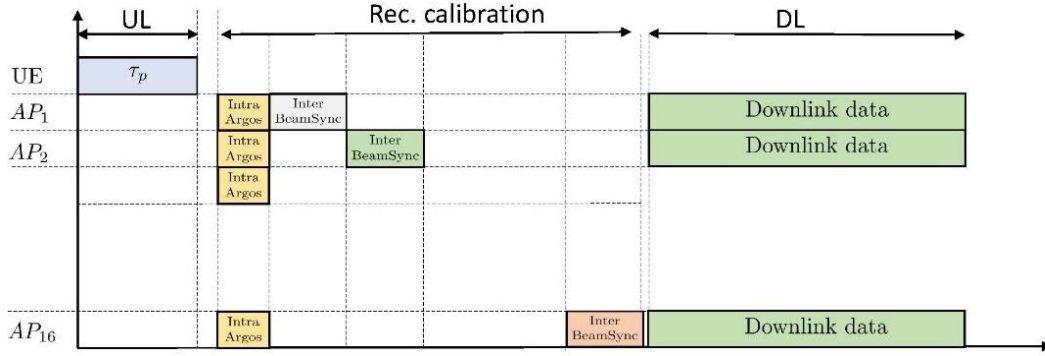 UL Rec. calibration DL
UE τp
AP1 Intra Inter Downlink data
Argos BeamSync
AP2 Intra Inter Downlink data
Argos BeamSync
Intra
Argos
AP16 Intra Inter Downlink data
Argos BeamSync